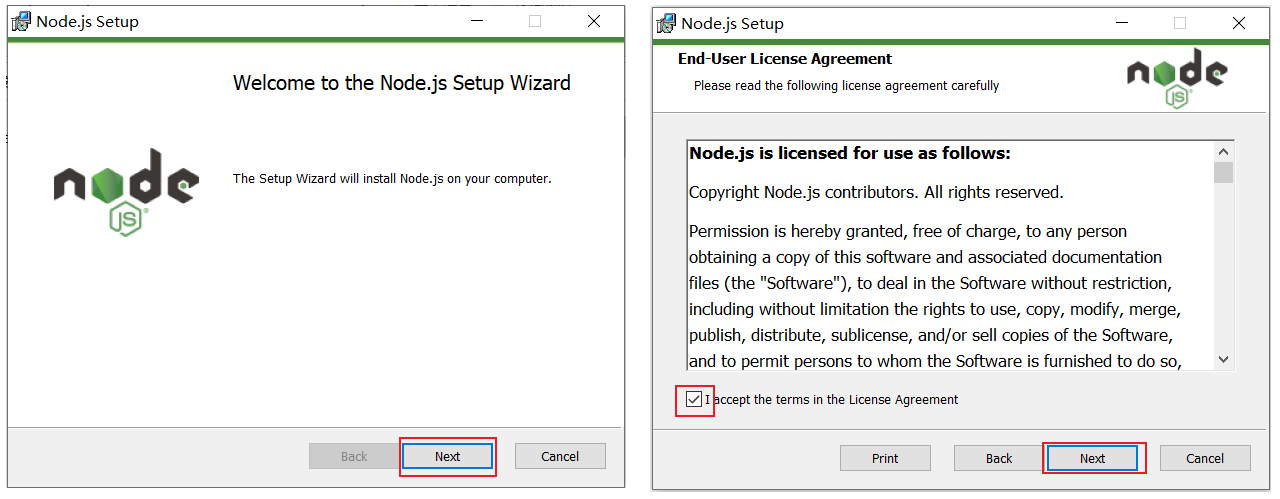 Node.js Setup
Welcome to the Node.js Setup Wizard
node
JS
The Setup Wizard will install Node.js on your computer.
Back
Next
Cancel
Node.js Setup
End-User License Agreement
Please read the following license agreement carefully
node
JS
Node.js is licensed for use as follows:
Copyright Node.js contributors. All rights reserved.
Permission is hereby granted, free of charge, to any person
obtaining a copy of this software and associated documentation
files (the "Software"), to deal in the Software without restriction,
including without limitation the rights to use, copy, modify, merge,
publish, distribute, sublicense, and/or sell copies of the Software,
and to permit persons to whom the Software is furnished to do so,
I accept the terms in the License Agreement
Print
Back
Next
Cancel